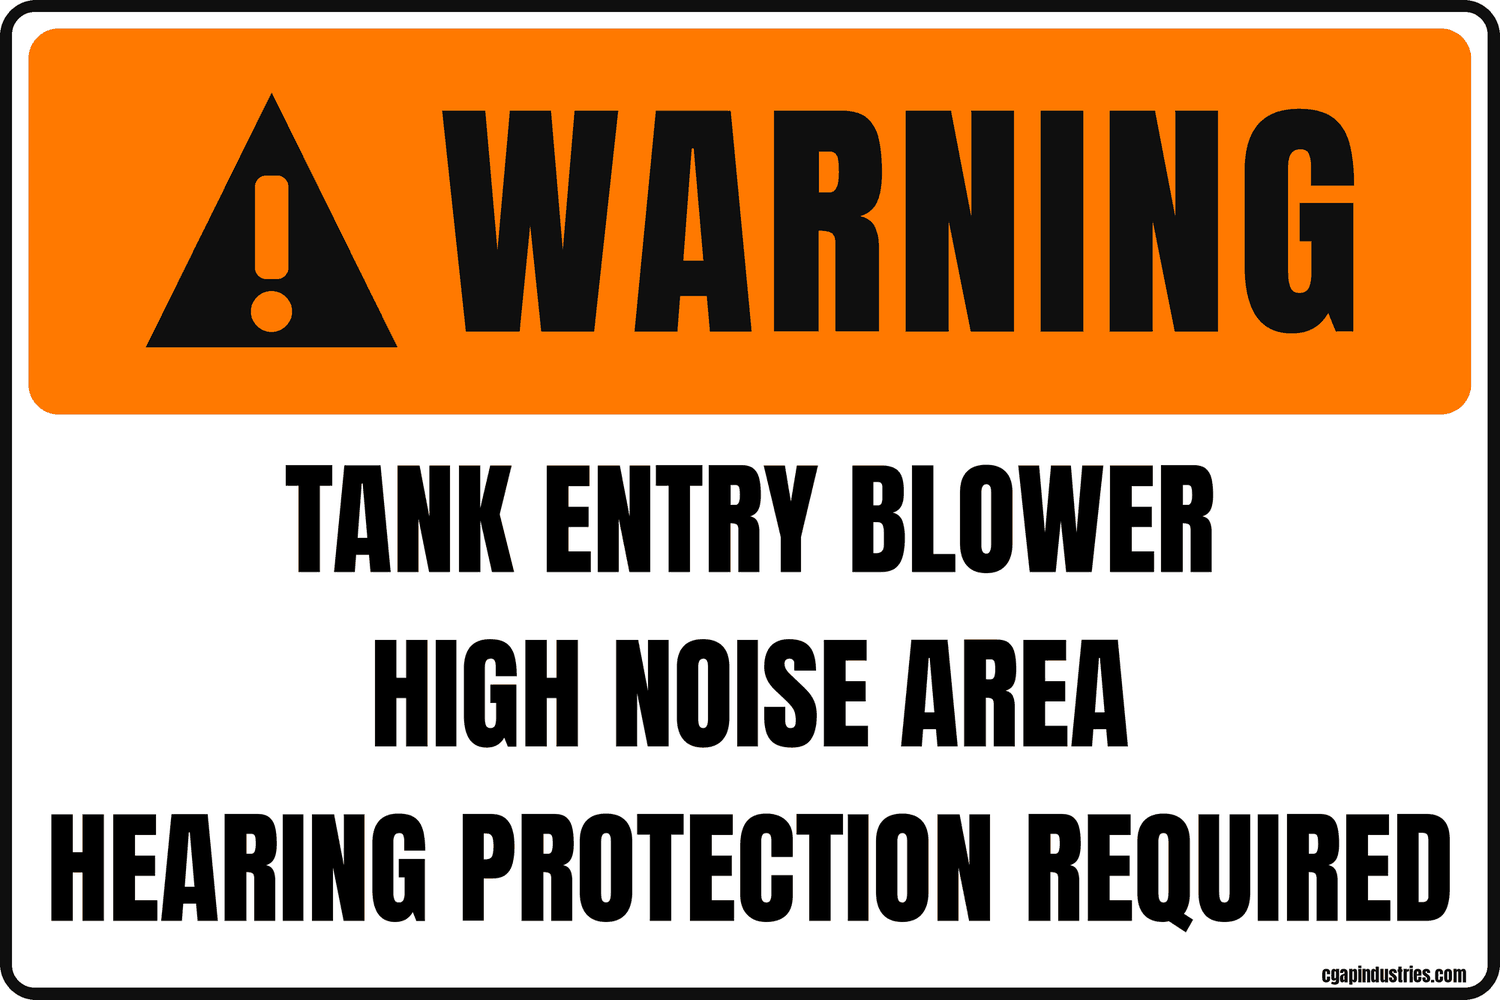 WARNING
TANK ENTRY BLOWER
HIGH NOISE AREA
HEARING PROTECTION REQUIRED
cgapindustries.com